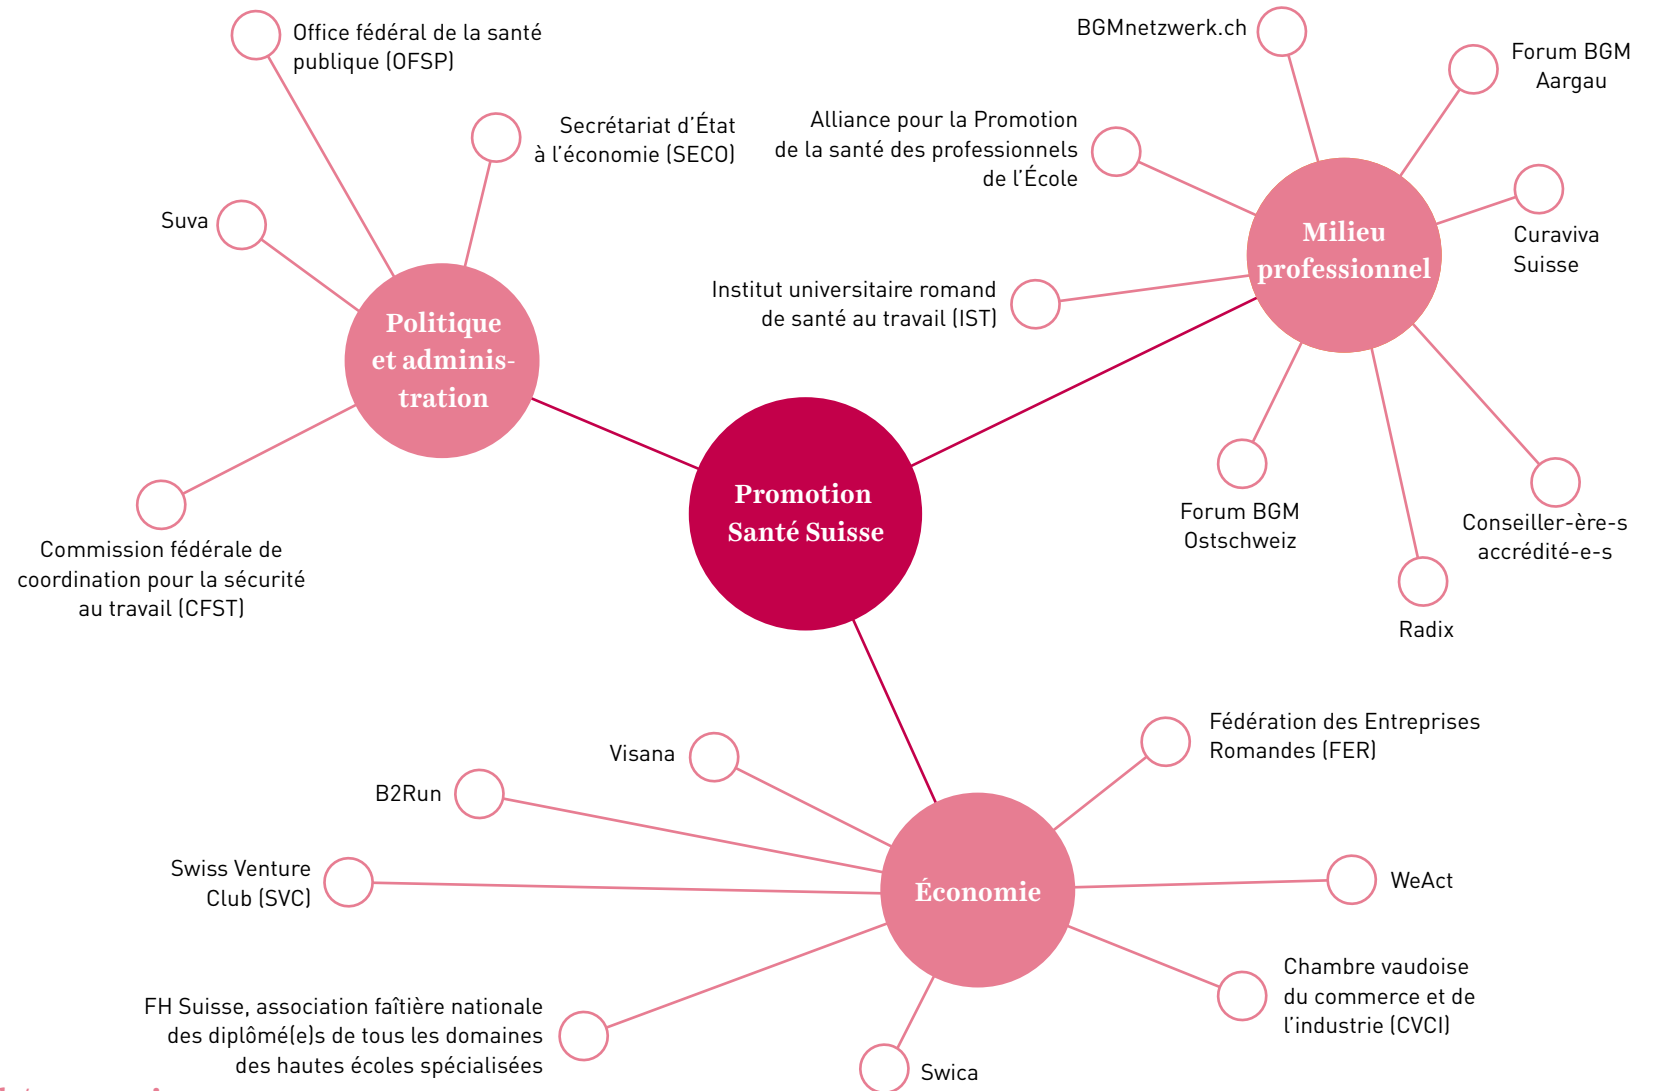 Office fédéral de la santé
publique (OFSP)
Secrétariat d’État
à l’économie (SECO)
Suva
Politique
et adminis-
tration
Commission fédérale de
coordination pour la sécurité
au travail (CFST)
BGMnetzwerk.ch
Forum BGM
Aargau
Alliance pour la Promotion
de la santé des professionnels
de l’École
Milieu
professionnel
Curaviva
Suisse
Institut universitaire romand
de santé au travail (IST)
Forum BGM
Ostschweiz
Conseiller-ère-s
accrédité-e-s
Radix
Promotion
Santé Suisse
Visana
Fédération des Entreprises
Romandes (FER)
B2Run
Swiss Venture
Club (SVC)
Économie
WeAct
Chambre vaudoise
du commerce et de
l’industrie (CVCI)
FH Suisse, association faîtière nationale
des diplômé(e)s de tous les domaines
des hautes écoles spécialisées
Swica